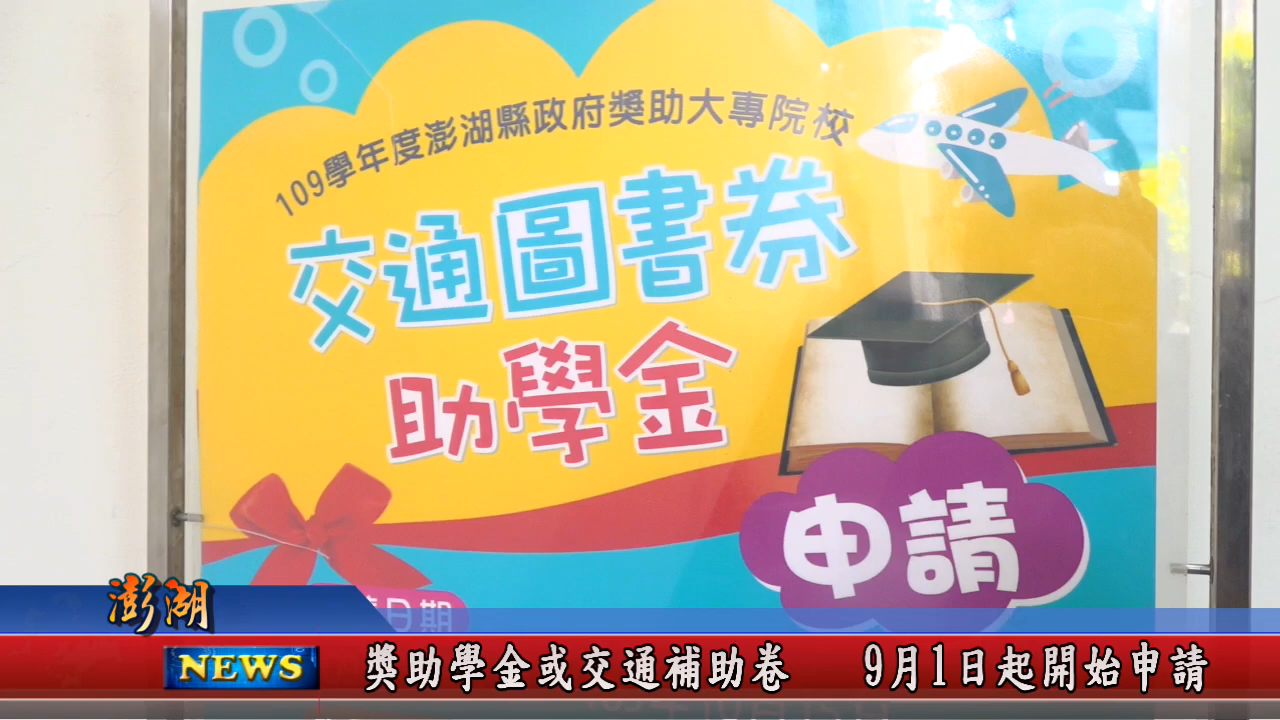 109學年度澎湖縣政府獎助大專院校
交通圖書券
助學金
申請
日期
澎湖
NEWS
獎助學金或交通補助卷 9月1日起開始申請